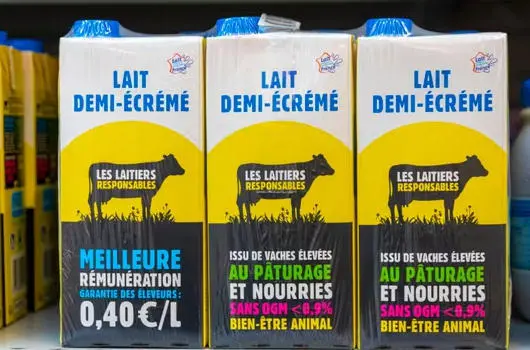 LAIT
DEMI-ÉCRÉMÉ
LES LAITIERS
RESPONSABLES
MEILLEURE
RÉMUNÉRATION
GARANTIE DES ÉLEVEURS :
0,40 €/L
LAIT
DEMI-ÉCRÉMÉ
LES LAITIERS
RESPONSABLES
ISSU DE VACHES ÉLEVÉES
AU PÂTURAGE
ET NOURRIES
SANS OGM <0,9%
BIEN-ÊTRE ANIMAL
LAIT
DEMI-ÉCRÉMÉ
LES LAITIERS
RESPONSABLES
ISSU DE VACHES ÉLEVÉES
AU PÂTURAGE
ET NOURRIES
SANS OGM <0,9%
BIEN-ÊTRE ANIMAL